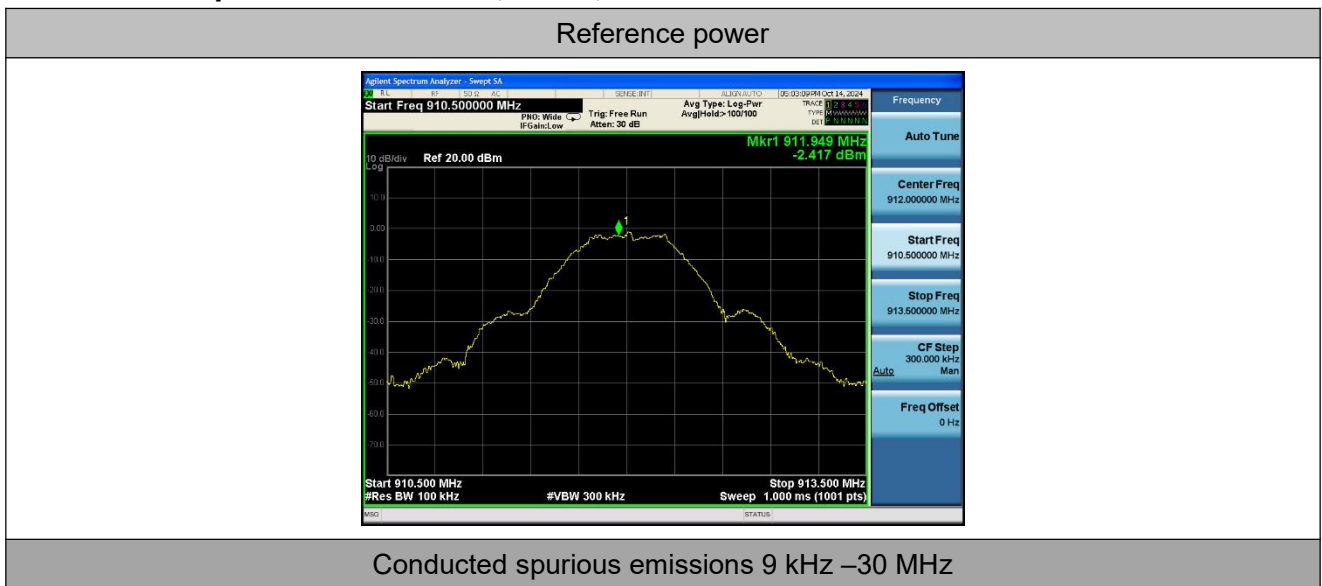 Reference power
Agilent Spectrum Analyzer - Swept SA
RL RF 50 Ω AC SENSE:INT ALIGN AUTO 05:03:09 PM Oct 14, 2024
Start Freq 910.500000 MHz
PNO: Wide Trig: Free Run
IFGain:Low Atten: 30 dB
Avg Type: Log-Pwr
Avg|Hold:>100/100
TRACE 1 2 3 4 5 6
TYPE M
DET P N N N N N
Frequency
Mkr1 911.949 MHz
-2.417 dBm
10 dB/div Ref 20.00 dBm
Log
10.0
0.00
-10.0
-20.0
-30.0
-40.0
-50.0
-60.0
-70.0
1
Auto Tune
Center Freq
912.000000 MHz
Start Freq
910.500000 MHz
Stop Freq
913.500000 MHz
CF Step
300.000 kHz
Auto Man
Freq Offset
0 Hz
Start 910.500 MHz Stop 913.500 MHz
#Res BW 100 kHz #VBW 300 kHz Sweep 1.000 ms (1001 pts)
MSG STATUS
Conducted spurious emissions 9 kHz –30 MHz